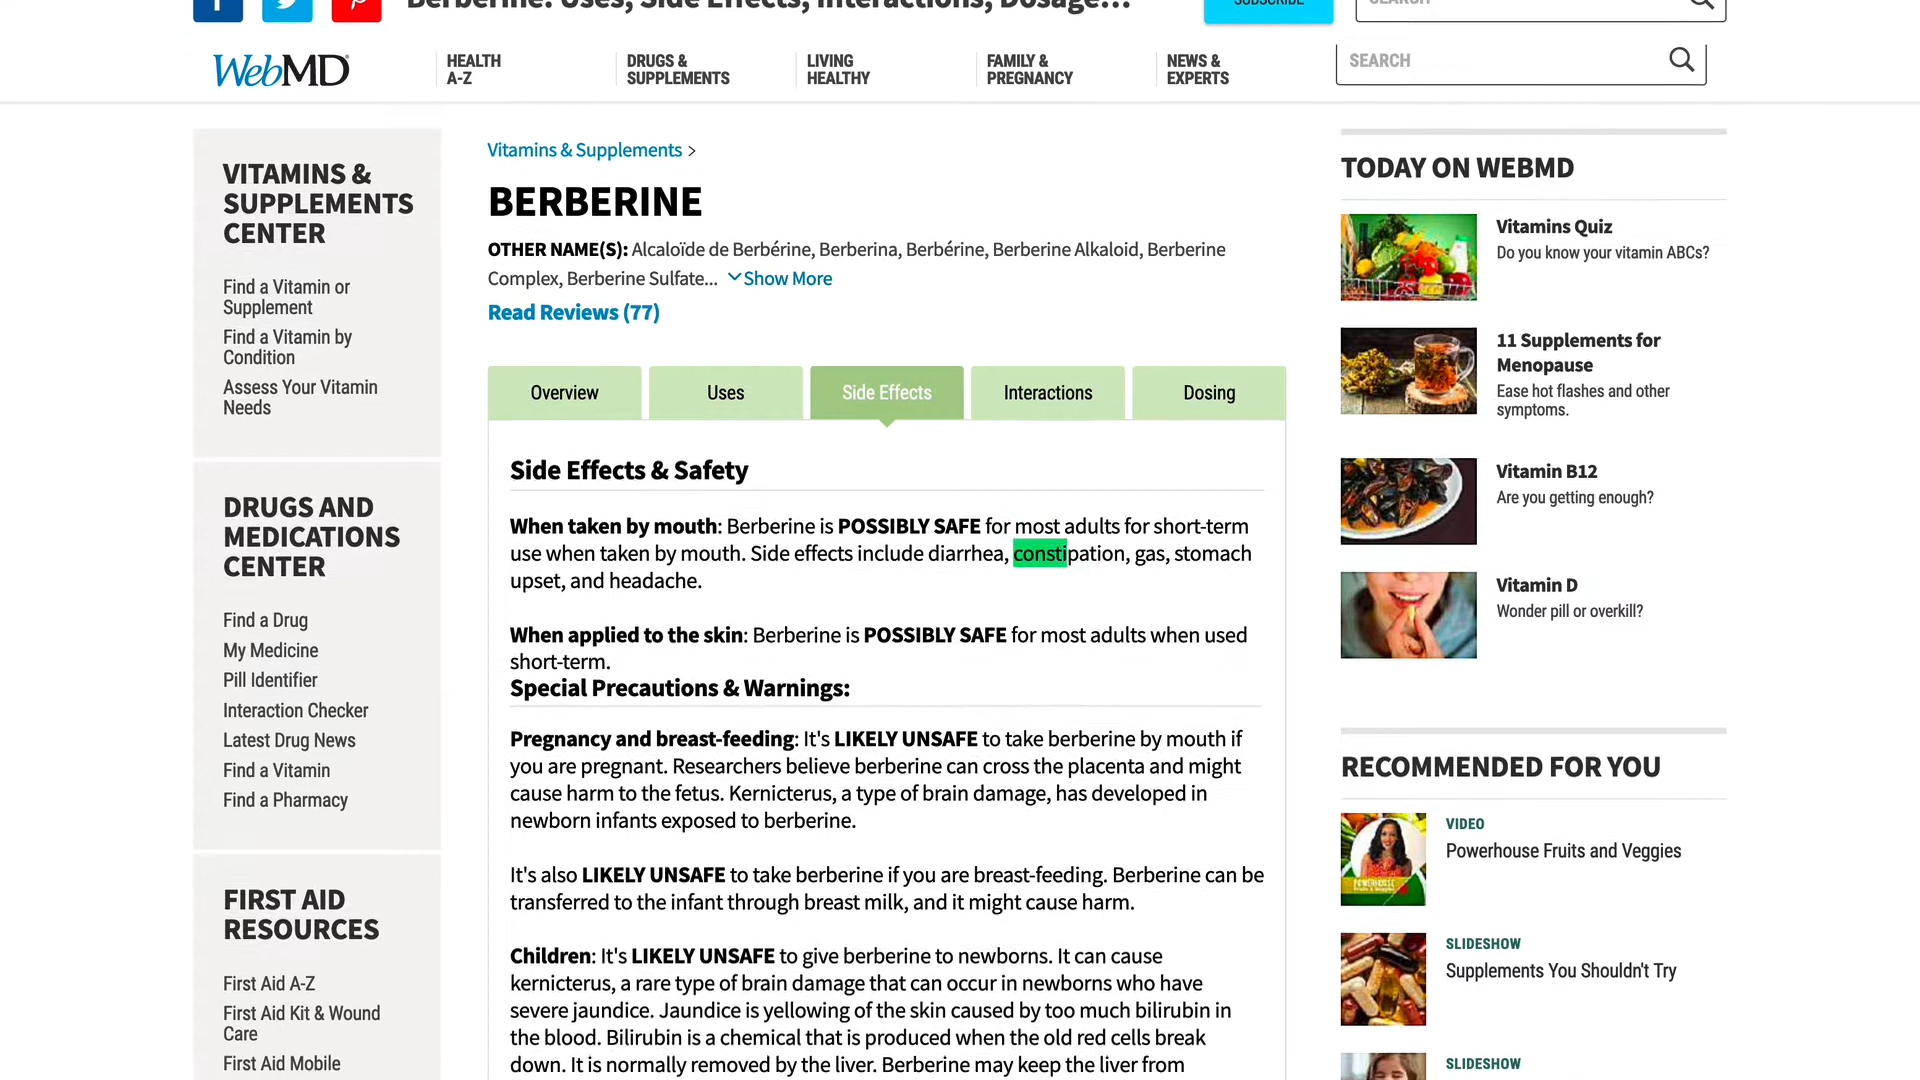 Berberine: Uses, Side Effects, Interactions, Dosage...
SUBSCRIBE
SEARCH
WebMD
HEALTH
A-Z
DRUGS &
SUPPLEMENTS
LIVING
HEALTHY
FAMILY &
PREGNANCY
NEWS &
EXPERTS
SEARCH
VITAMINS &
SUPPLEMENTS
CENTER
Find a Vitamin or
Supplement
Find a Vitamin by
Condition
Assess Your Vitamin
Needs
DRUGS AND
MEDICATIONS
CENTER
Find a Drug
My Medicine
Pill Identifier
Interaction Checker
Latest Drug News
Find a Vitamin
Find a Pharmacy
FIRST AID
RESOURCES
First Aid A-Z
First Aid Kit & Wound
Care
First Aid Mobile
Vitamins & Supplements >
BERBERINE
OTHER NAME(S): Alcaloïde de Berbérine, Berberina, Berbérine, Berberine Alkaloid, Berberine
Complex, Berberine Sulfate... Show More
Read Reviews (77)
Overview
Uses
Side Effects
Interactions
Dosing
Side Effects & Safety
When taken by mouth: Berberine is POSSIBLY SAFE for most adults for short-term
use when taken by mouth. Side effects include diarrhea, constipation, gas, stomach
upset, and headache.
When applied to the skin: Berberine is POSSIBLY SAFE for most adults when used
short-term.
Special Precautions & Warnings:
Pregnancy and breast-feeding: It's LIKELY UNSAFE to take berberine by mouth if
you are pregnant. Researchers believe berberine can cross the placenta and might
cause harm to the fetus. Kernicterus, a type of brain damage, has developed in
newborn infants exposed to berberine.
It's also LIKELY UNSAFE to take berberine if you are breast-feeding. Berberine can be
transferred to the infant through breast milk, and it might cause harm.
Children: It's LIKELY UNSAFE to give berberine to newborns. It can cause
kernicterus, a rare type of brain damage that can occur in newborns who have
severe jaundice. Jaundice is yellowing of the skin caused by too much bilirubin in
the blood. Bilirubin is a chemical that is produced when the old red cells break
down. It is normally removed by the liver. Berberine may keep the liver from
TODAY ON WEBMD
Vitamins Quiz
Do you know your vitamin ABCs?
11 Supplements for
Menopause
Ease hot flashes and other
symptoms.
Vitamin B12
Are you getting enough?
Vitamin D
Wonder pill or overkill?
RECOMMENDED FOR YOU
VIDEO
Powerhouse Fruits and Veggies
POWERHOUSE
SLIDESHOW
Supplements You Shouldn't Try
SLIDESHOW